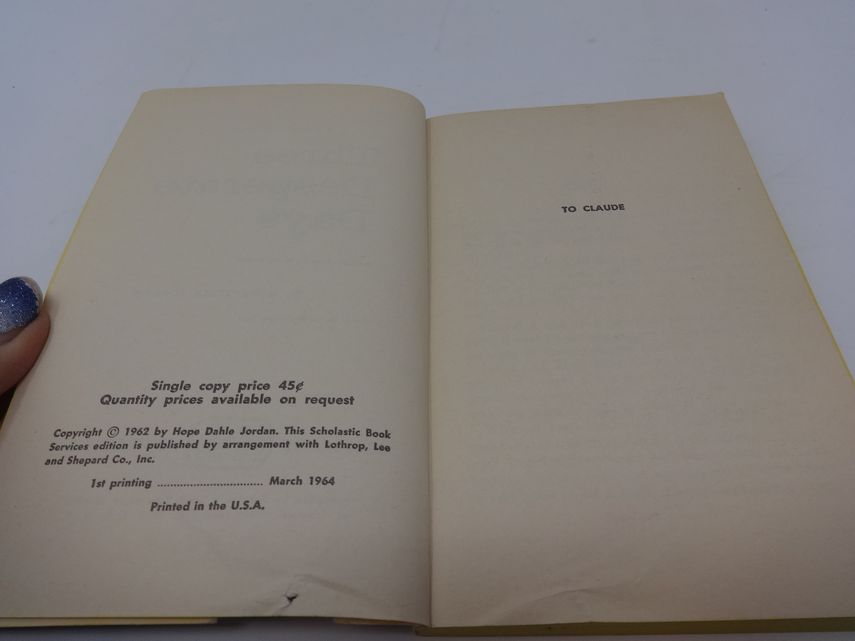 Single copy price 45¢
Quantity prices available on request
Copyright © 1962 by Hope Dahle Jordan. This Scholastic Book
Services edition is published by arrangement with Lothrop, Lee
and Shepard Co., Inc.
1st printing ................................ March 1964
Printed in the U.S.A.
TO CLAUDE